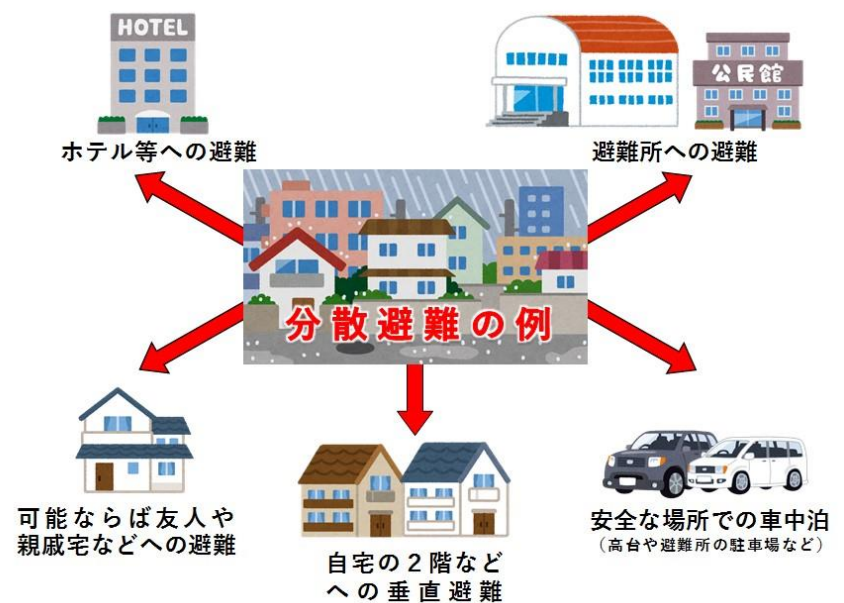 HOTEL
ホテル等への避難
公民館
避難所への避難
分散避難の例
可能ならば友人や
親戚宅などへの避難
自宅の２階など
への垂直避難
安全な場所での車中泊
（高台や避難所の駐車場など）